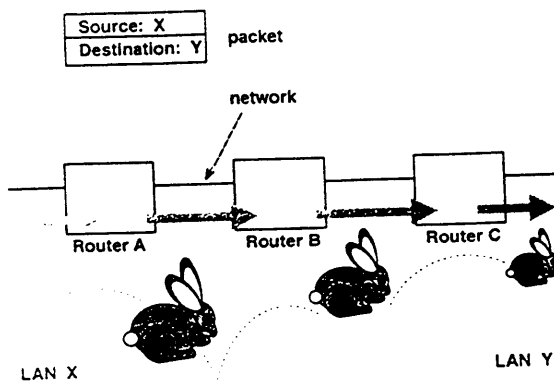 Source: X
Destination: Y
packet
network
Router A
Router B
Router C
LAN X
LAN Y